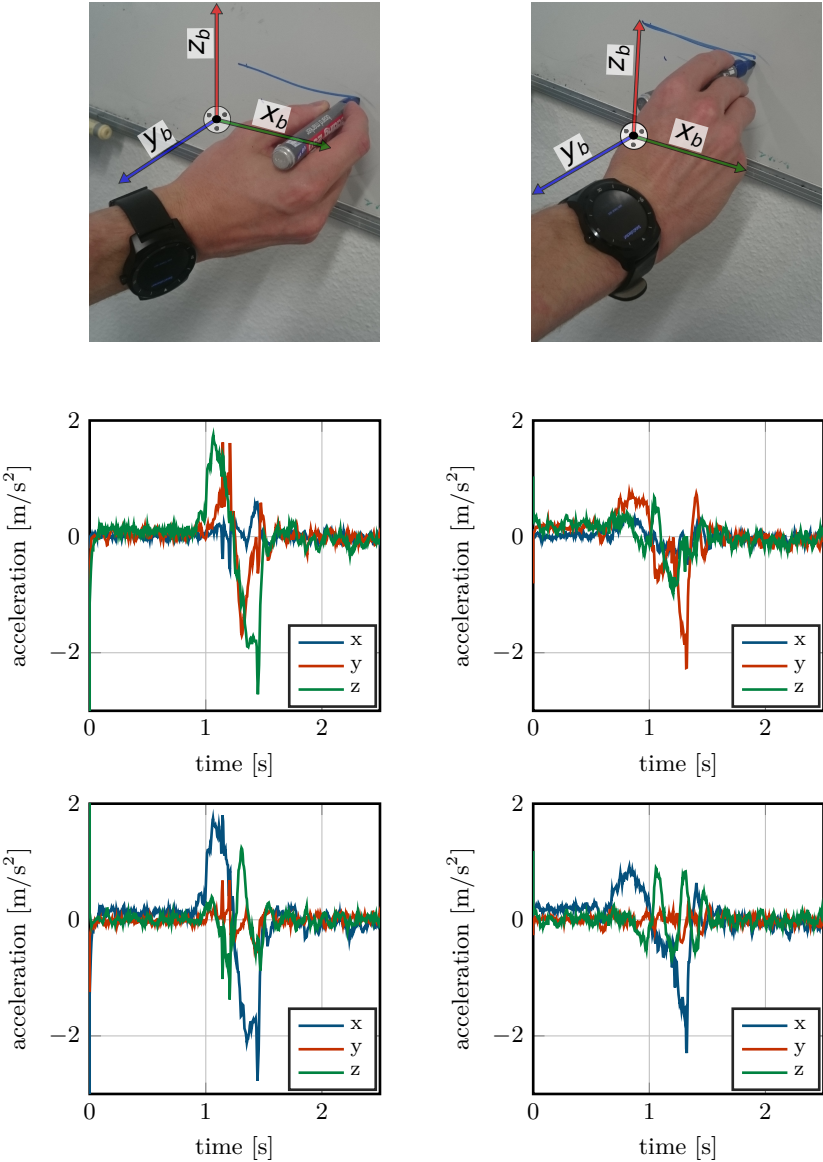 z_b
x_b
y_b
z_b
x_b
y_b
2
0
−2
0
1
2
time [s]
acceleration [m/s²]
x
y
z
2
0
−2
0
1
2
time [s]
acceleration [m/s²]
x
y
z
2
0
−2
0
1
2
time [s]
acceleration [m/s²]
x
y
z
2
0
−2
0
1
2
time [s]
acceleration [m/s²]
x
y
z